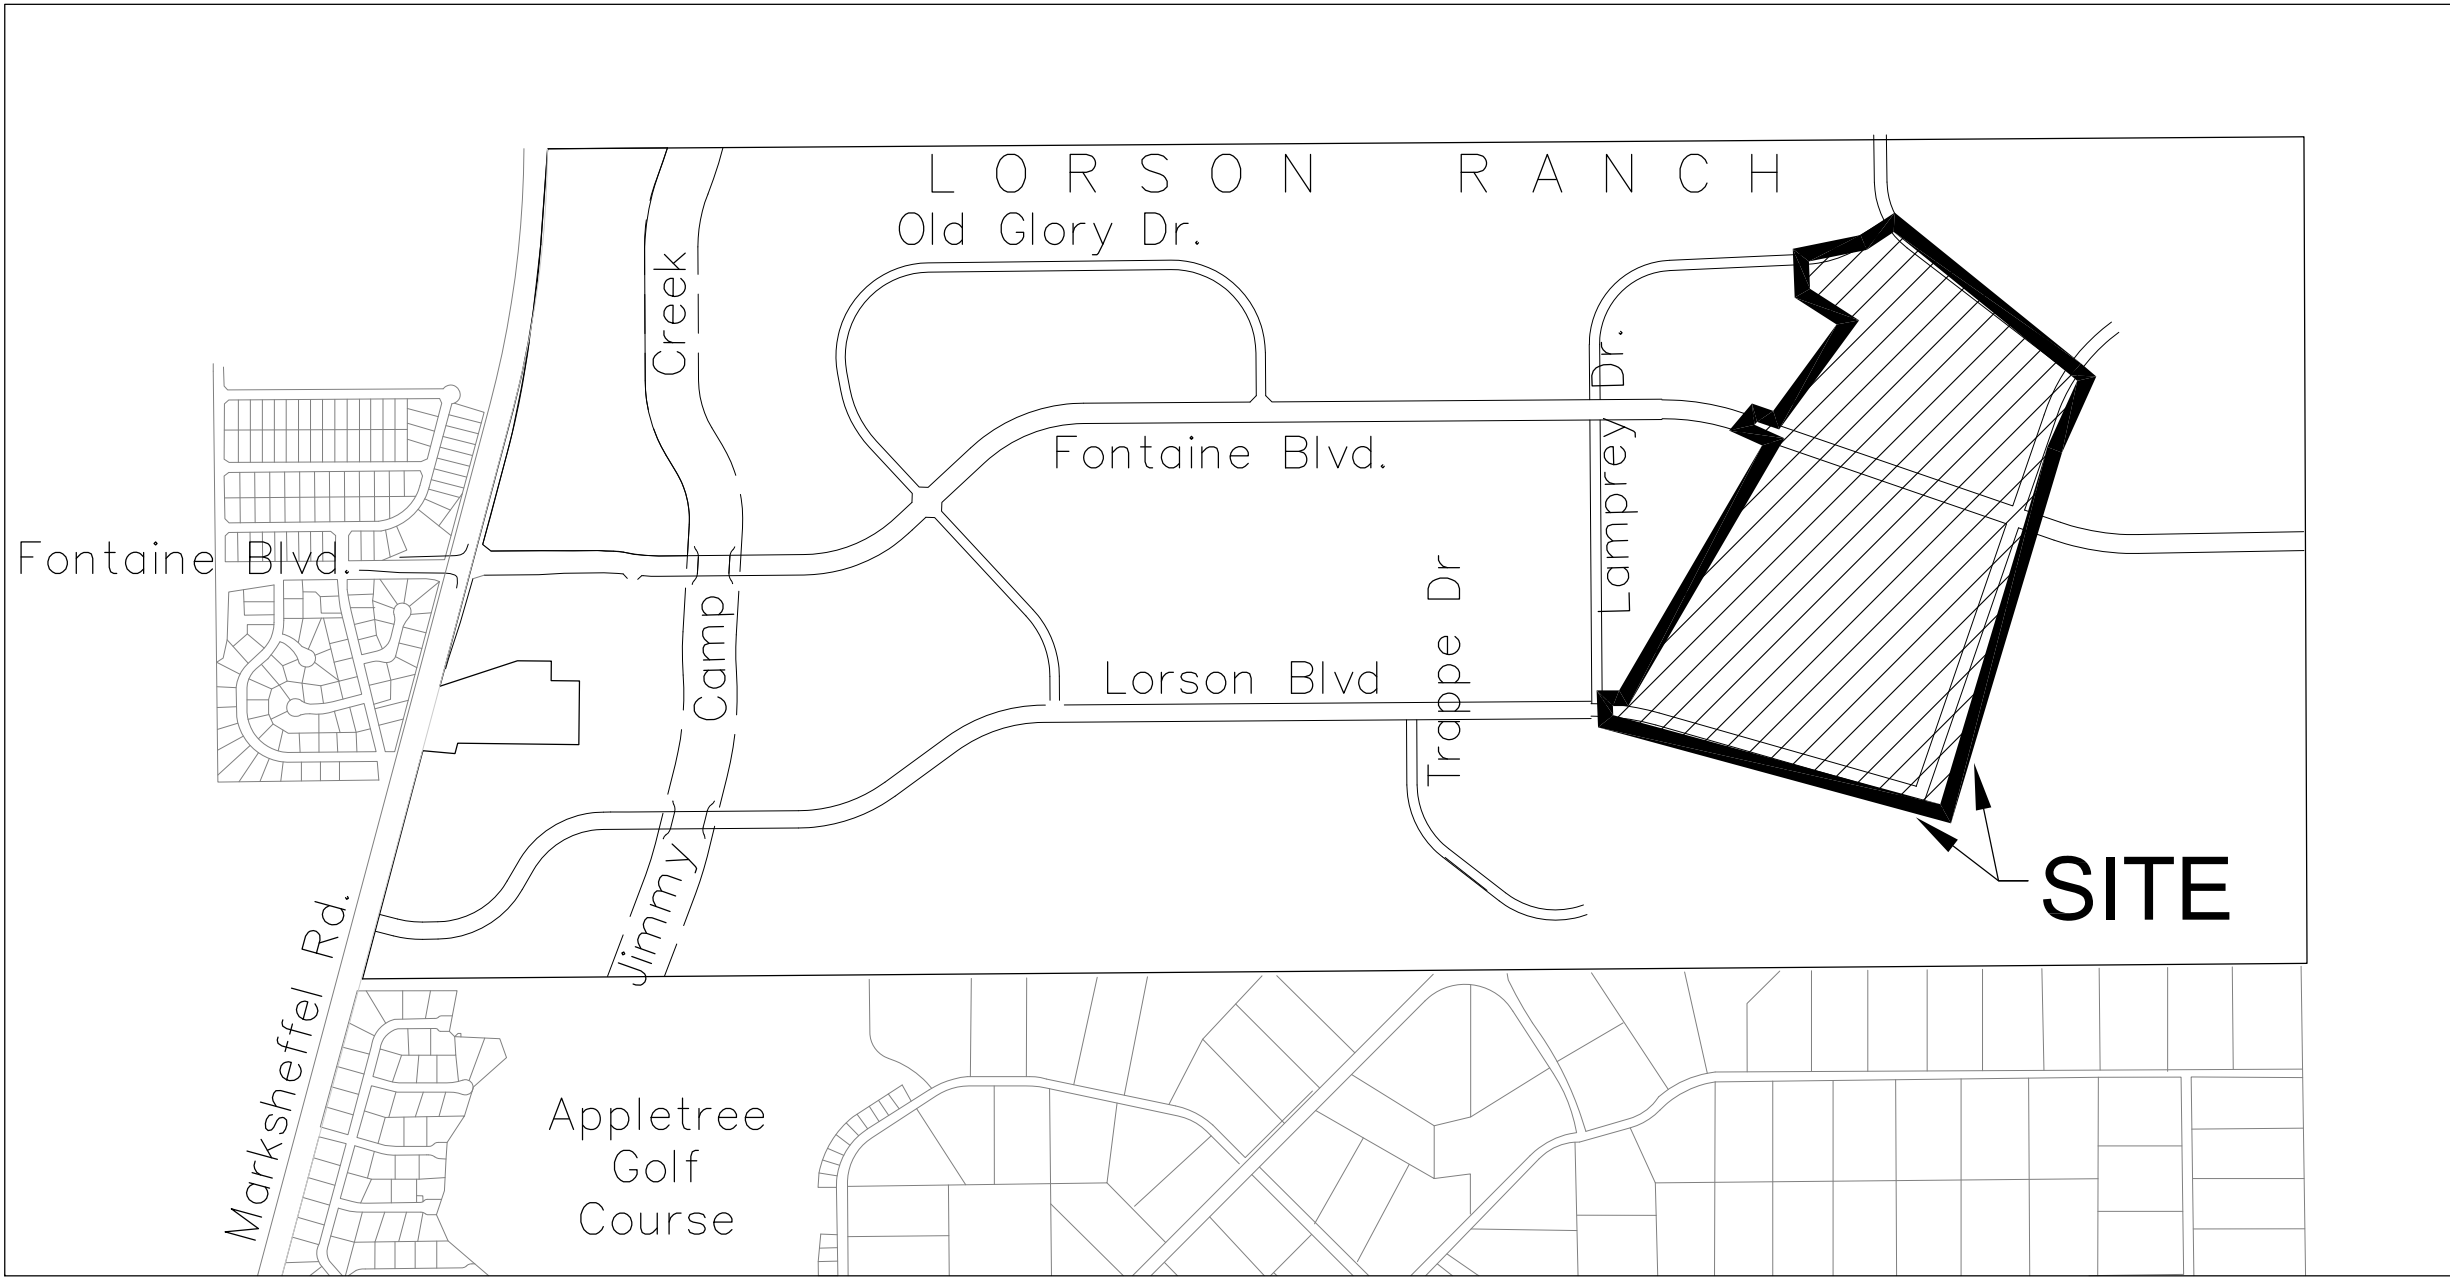 LORSON RANCH
Old Glory Dr.
Creek
Lamprey Dr.
Fontaine Blvd.
Fontaine Blvd.
Camp
Trappe Dr
Lorson Blvd
SITE
Jimmy
Marksheffel Rd.
Appletree
Golf
Course